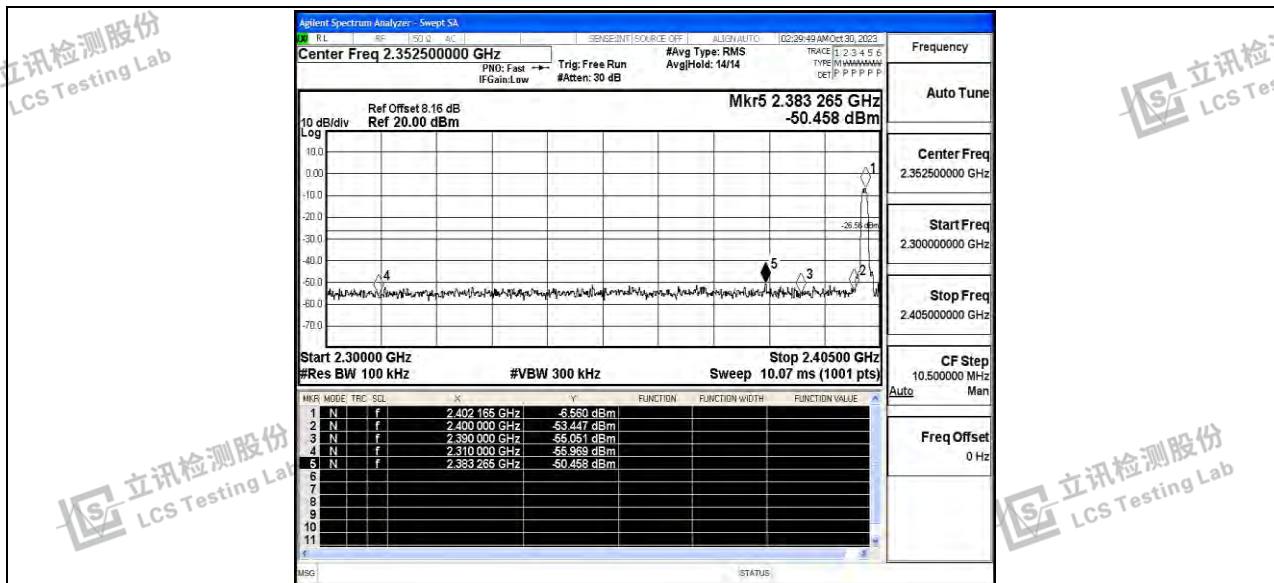 Agilent Spectrum Analyzer - Swept SA
RL RF 50 Ω AC SENSE:INT SOURCE OFF ALIGN AUTO 02:29:49 AM Oct 30, 2023
Center Freq 2.352500000 GHz
PNO: Fast
IFGain:Low
Trig: Free Run
#Atten: 30 dB
#Avg Type: RMS
Avg|Hold: 14/14
TRACE 1 2 3 4 5 6
TYPE M WWWWW
DET P P P P P P
Ref Offset 8.16 dB
Ref 20.00 dBm
10 dB/div
Log
Mkr5 2.383 265 GHz
-50.458 dBm
10.0
0.00
-10.0
-20.0
-30.0
-40.0
-50.0
-60.0
-70.0
-26.56 dBm
1
2
3
4
5
Start 2.30000 GHz
Stop 2.40500 GHz
#Res BW 100 kHz
#VBW 300 kHz
Sweep 10.07 ms (1001 pts)
MKR MODE TRC SCL X Y FUNCTION FUNCTION WIDTH FUNCTION VALUE
1 N f 2.402 165 GHz -6.560 dBm
2 N f 2.400 000 GHz -53.447 dBm
3 N f 2.390 000 GHz -55.051 dBm
4 N f 2.310 000 GHz -55.969 dBm
5 N f 2.383 265 GHz -50.458 dBm
6
7
8
9
10
11
MSG
STATUS
Frequency
Auto Tune
Center Freq
2.352500000 GHz
Start Freq
2.300000000 GHz
Stop Freq
2.405000000 GHz
CF Step
10.500000 MHz
Auto Man
Freq Offset
0 Hz
立讯检测股份
LCS Testing Lab
立讯检
LCS Tes
立讯检测股份
LCS Testing Lab
立讯检测股份
LCS Testing Lab